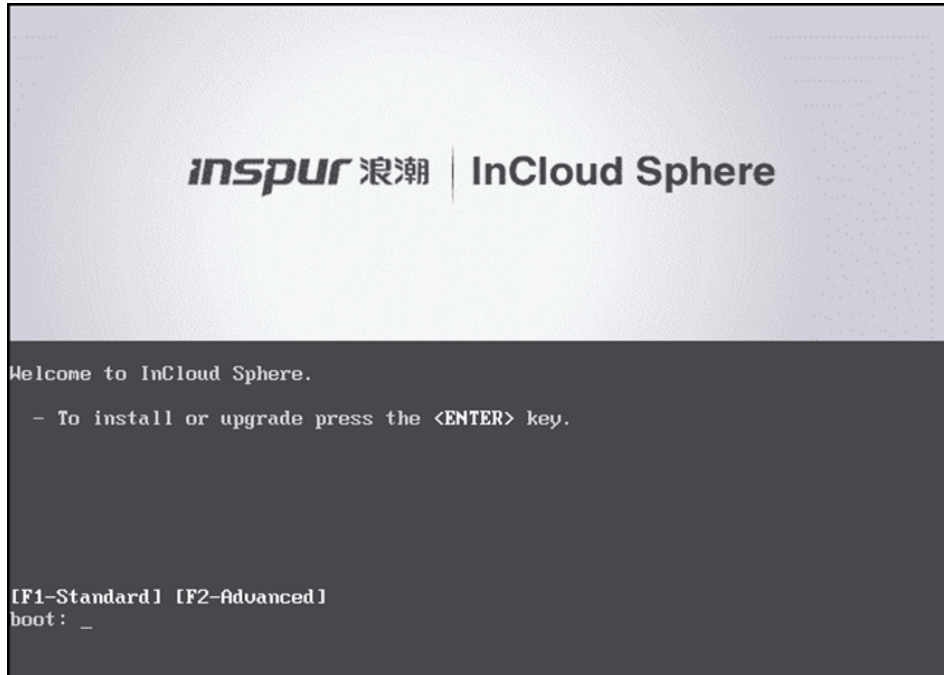 inspur 浪潮 | InCloud Sphere
Welcome to InCloud Sphere.
- To install or upgrade press the <ENTER> key.
[F1-Standard] [F2-Advanced]
boot: _